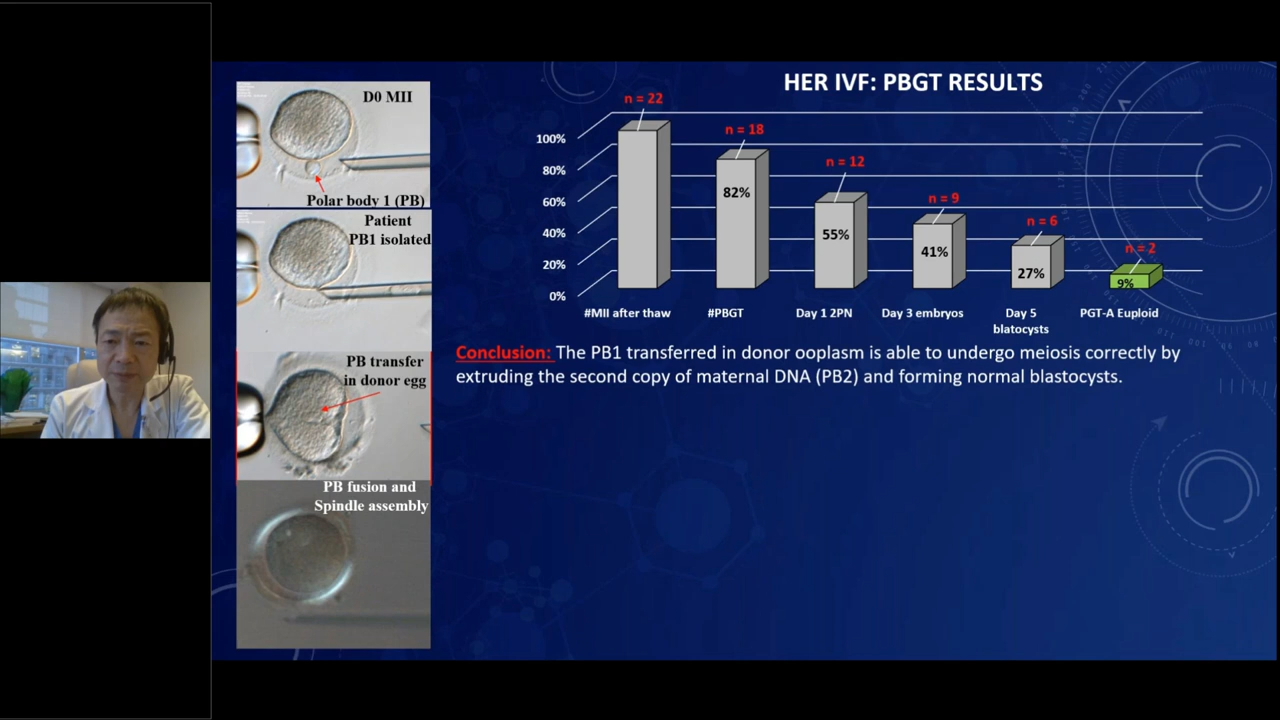 D0 MII
Polar body 1 (PB)
Patient
PB1 isolated
PB transfer
in donor egg
PB fusion and
Spindle assembly
HER IVF: PBGT RESULTS
n = 22
n = 18
n = 12
n = 9
n = 6
n = 2
100%
80%
60%
40%
20%
0%
82%
55%
41%
27%
9%
#MII after thaw
#PBGT
Day 1 2PN
Day 3 embryos
Day 5
blatocysts
PGT-A Euploid
Conclusion: The PB1 transferred in donor ooplasm is able to undergo meiosis correctly by
extruding the second copy of maternal DNA (PB2) and forming normal blastocysts.